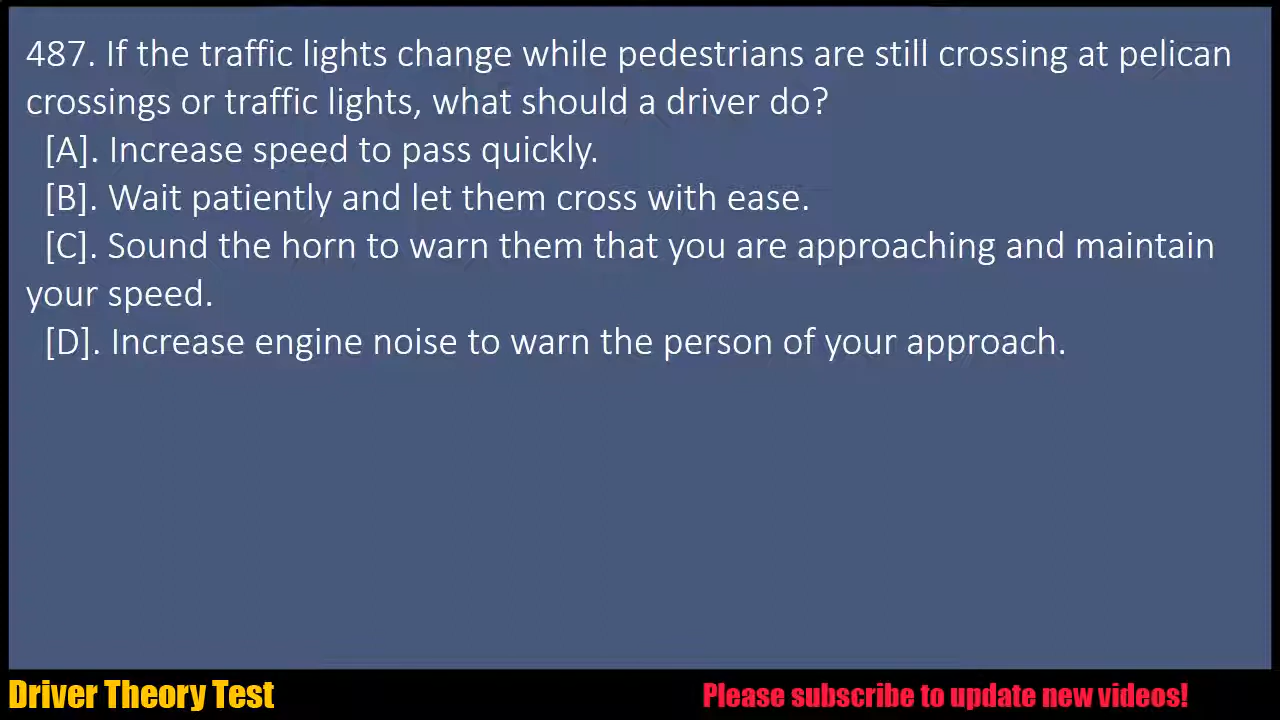 487. If the traffic lights change while pedestrians are still crossing at pelican
crossings or traffic lights, what should a driver do?
[A]. Increase speed to pass quickly.
[B]. Wait patiently and let them cross with ease.
[C]. Sound the horn to warn them that you are approaching and maintain
your speed.
[D]. Increase engine noise to warn the person of your approach.
Driver Theory Test
Please subscribe to update new videos!